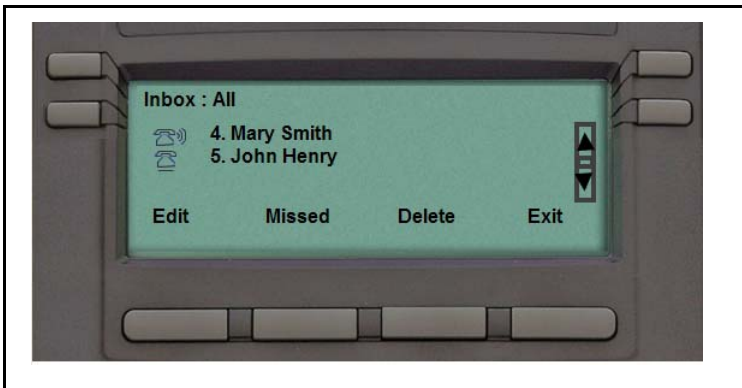 Inbox : All
4. Mary Smith
5. John Henry
Edit Missed Delete Exit